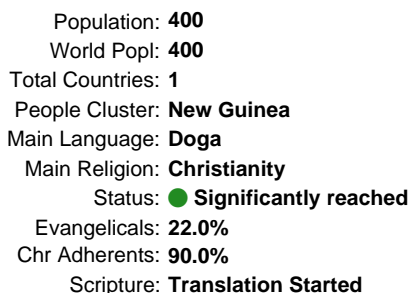 Population: 400
World Popl: 400
Total Countries: 1
People Cluster: New Guinea
Main Language: Doga
Main Religion: Christianity
Status: Significantly reached
Evangelicals: 22.0%
Chr Adherents: 90.0%
Scripture: Translation Started